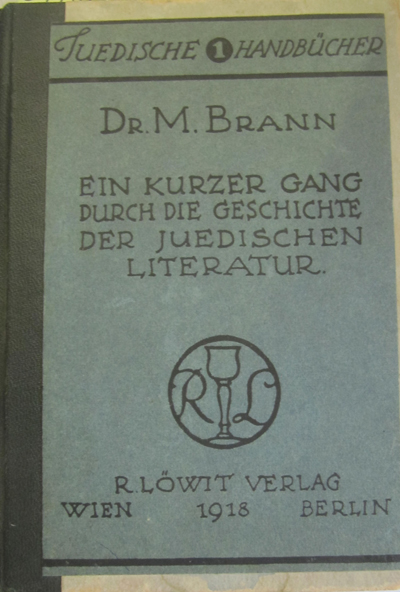 JUEDISCHE 1 HANDBÜCHER
DR. M. BRANN
EIN KURZER GANG
DURCH DIE GESCHICHTE
DER JUEDISCHEN
LITERATUR.
R L
R. LÖWIT VERLAG
WIEN 1918 BERLIN